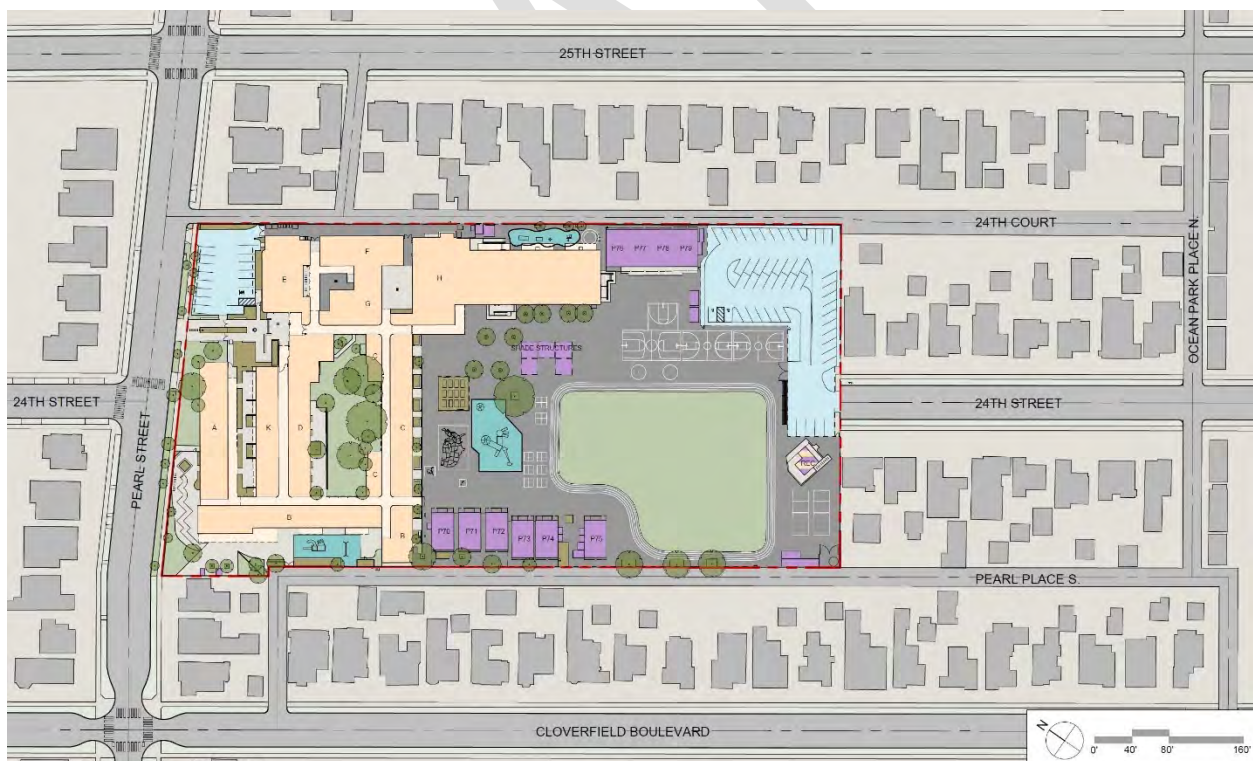 25TH STREET
24TH COURT
OCEAN PARK PLACE N.
P76 P77 P78 P79
E
F
G
H
SHADE STRUCTURES
24TH STREET
24TH STREET
PEARL STREET
A
K
D
C
C
C
REC
B
B
P70 P71 P72 P73 P74 P75
PEARL PLACE S.
CLOVERFIELD BOULEVARD
N
0' 40' 80' 160'